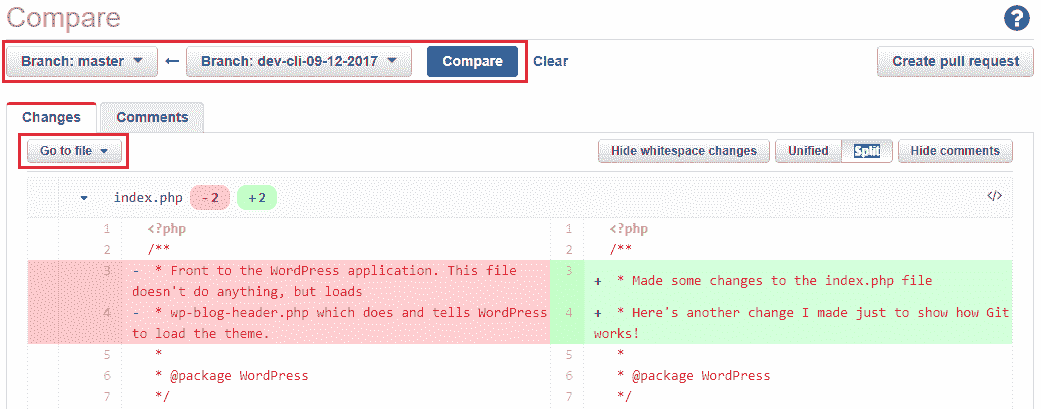 Compare
?
Branch: master ← Branch: dev-cli-09-12-2017 Compare Clear Create pull request
Changes Comments
Go to file Hide whitespace changes Unified Split Hide comments
index.php - 2 + 2 </>
1 <?php 1 <?php
2 /** 2 /**
3 - * Front to the WordPress application. This file 3 + * Made some changes to the index.php file
doesn't do anything, but loads
4 - * wp-blog-header.php which does and tells WordPress 4 + * Here's another change I made just to show how Git
to load the theme. works!
5 * 5 *
6 * @package WordPress 6 * @package WordPress
7 */ 7 */